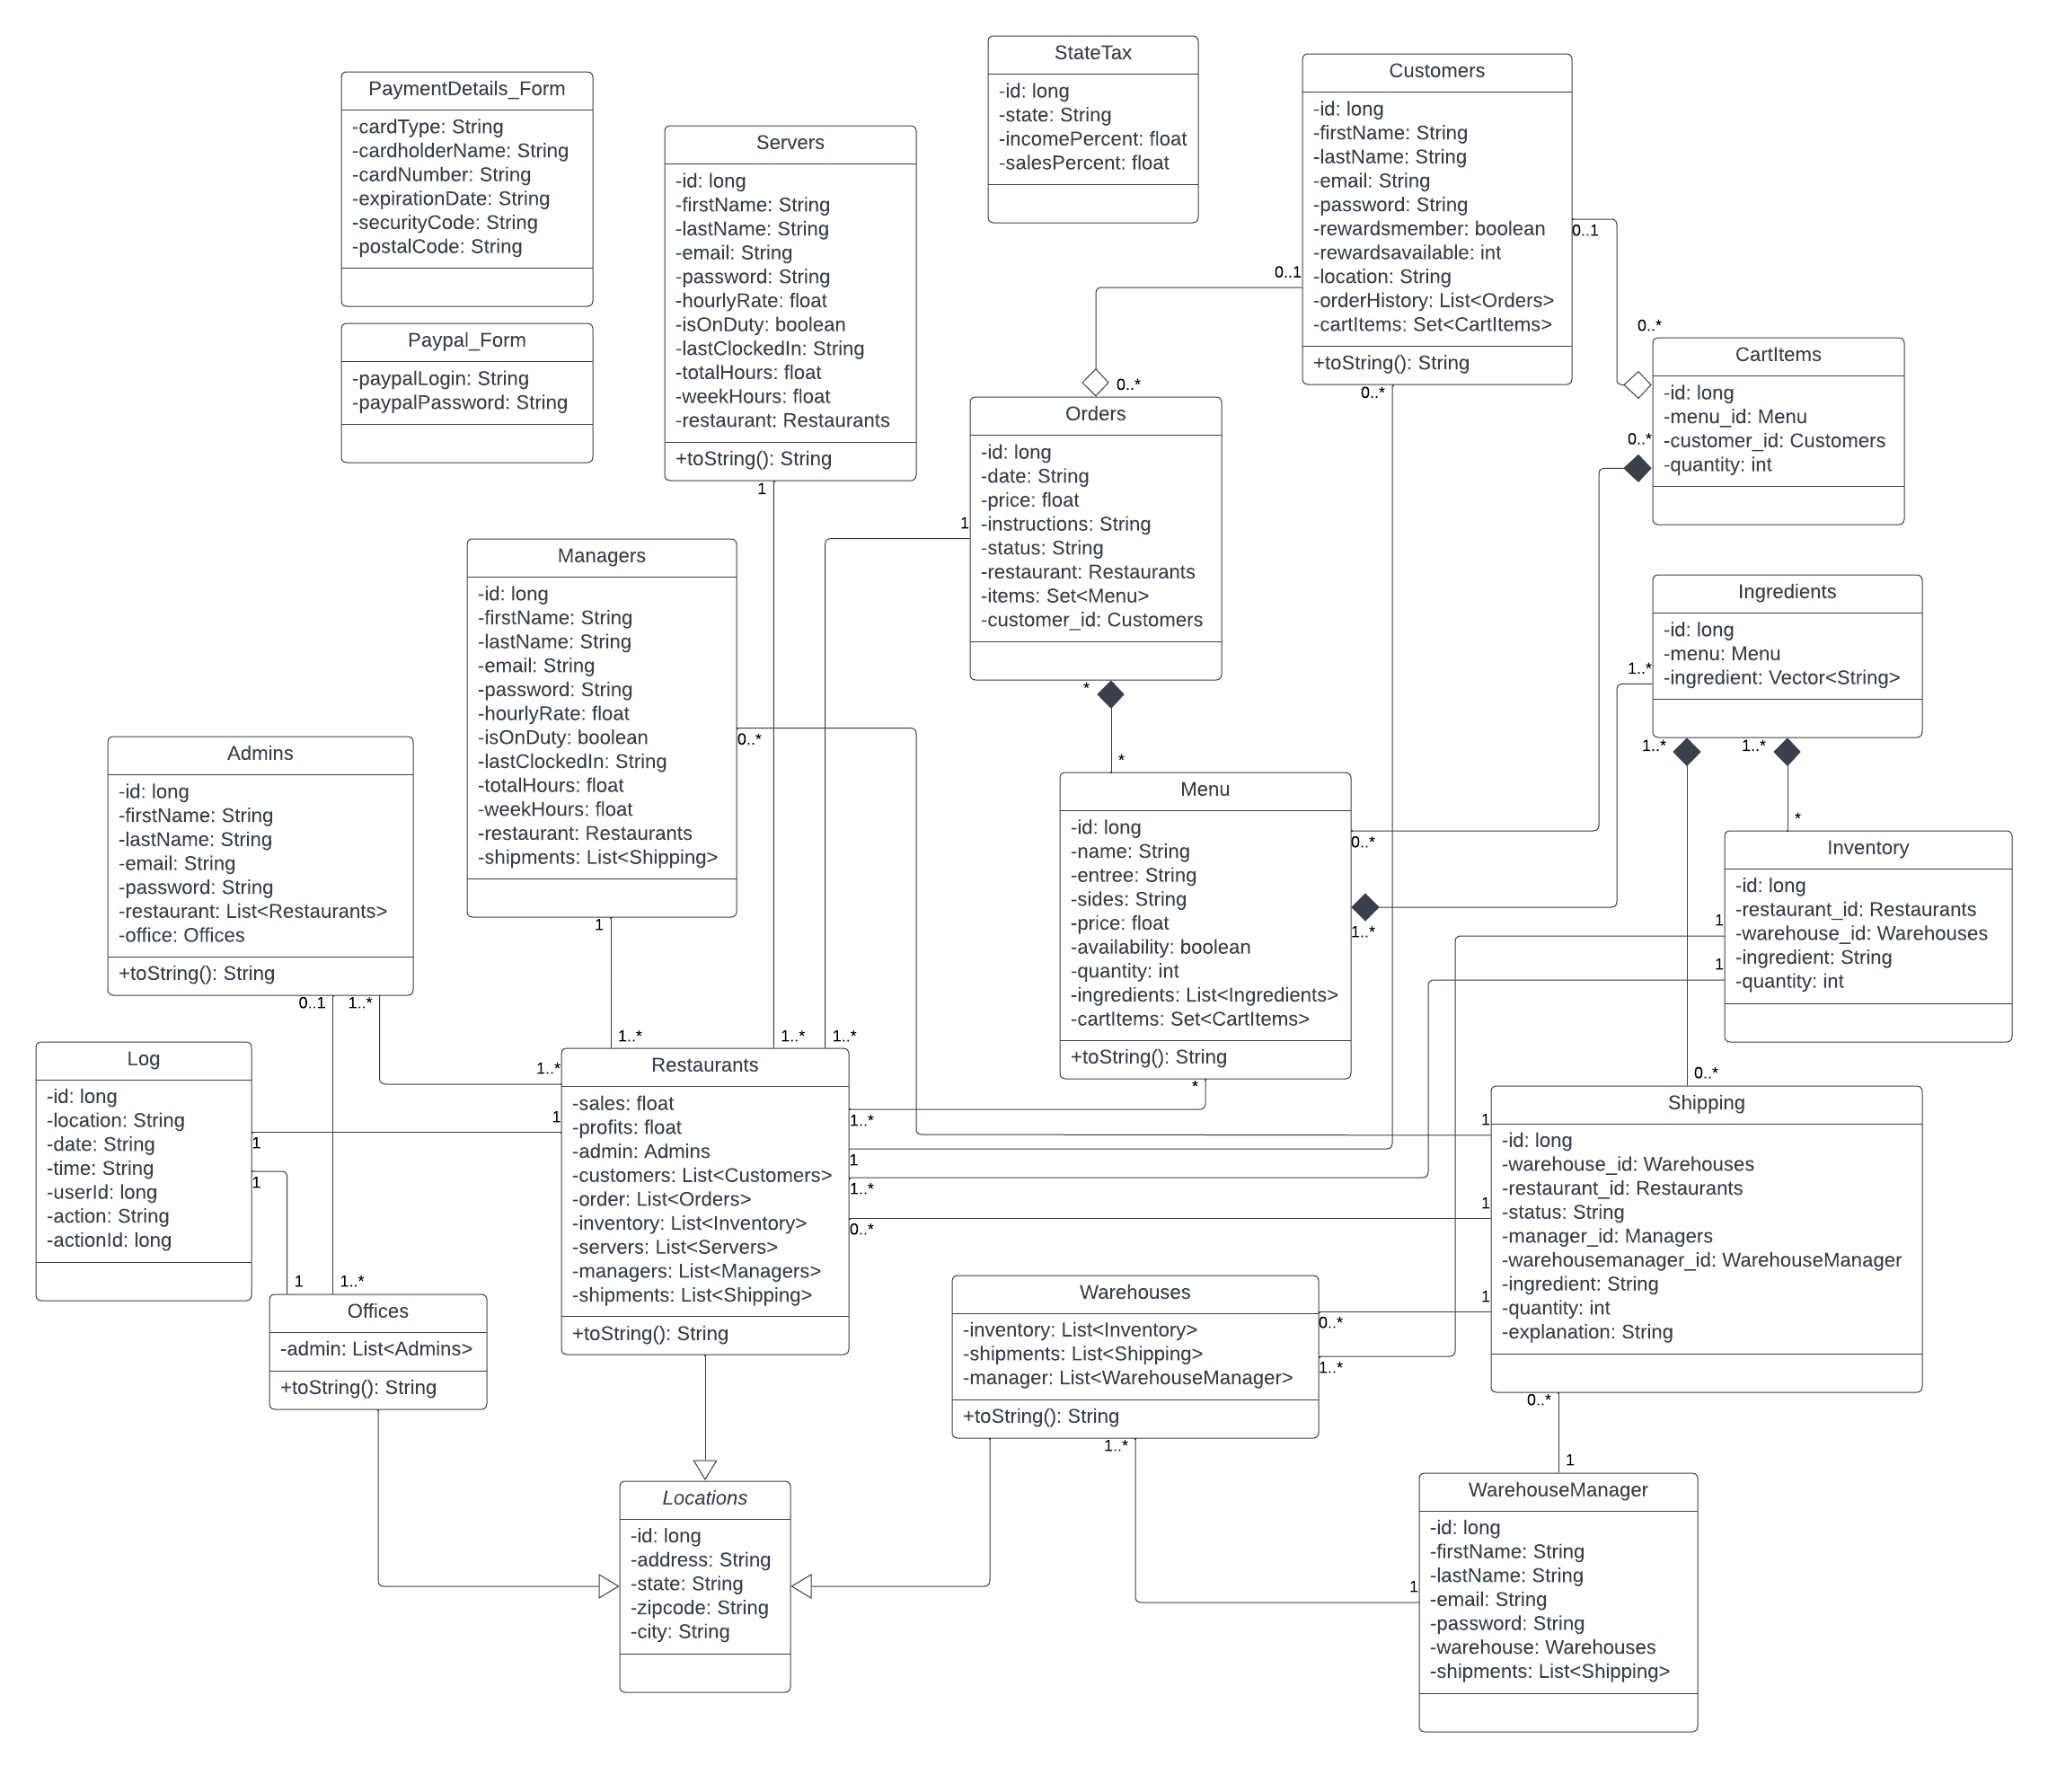 StateTax
-id: long
-state: String
-incomePercent: float
-salesPercent: float
Customers
-id: long
-firstName: String
-lastName: String
-email: String
-password: String
-rewardsmember: boolean
-rewardsavailable: int
-location: String
-orderHistory: List<Orders>
-cartItems: Set<CartItems>
+toString(): String
0..1
0..1
0..*
PaymentDetails_Form
-cardType: String
-cardholderName: String
-cardNumber: String
-expirationDate: String
-securityCode: String
-postalCode: String
Paypal_Form
-paypalLogin: String
-paypalPassword: String
Servers
-id: long
-firstName: String
-lastName: String
-email: String
-password: String
-hourlyRate: float
-isOnDuty: boolean
-lastClockedIn: String
-totalHours: float
-weekHours: float
-restaurant: Restaurants
+toString(): String
1
0..*
CartItems
-id: long
-menu_id: Menu
-customer_id: Customers
-quantity: int
0..*
0..*
Orders
-id: long
-date: String
-price: float
-instructions: String
-status: String
-restaurant: Restaurants
-items: Set<Menu>
-customer_id: Customers
1
*
*
Managers
-id: long
-firstName: String
-lastName: String
-email: String
-password: String
-hourlyRate: float
-isOnDuty: boolean
-lastClockedIn: String
-totalHours: float
-weekHours: float
-restaurant: Restaurants
-shipments: List<Shipping>
0..*
1
Ingredients
-id: long
-menu: Menu
-ingredient: Vector<String>
1..*
1..*
1..*
*
Admins
-id: long
-firstName: String
-lastName: String
-email: String
-password: String
-restaurant: List<Restaurants>
-office: Offices
+toString(): String
0..1
1..*
Menu
-id: long
-name: String
-entree: String
-sides: String
-price: float
-availability: boolean
-quantity: int
-ingredients: List<Ingredients>
-cartItems: Set<CartItems>
+toString(): String
0..*
1..*
*
Inventory
-id: long
-restaurant_id: Restaurants
-warehouse_id: Warehouses
-ingredient: String
-quantity: int
1
1
Log
-id: long
-location: String
-date: String
-time: String
-userId: long
-action: String
-actionId: long
1
1
1..*
1..*
1..*
1..*
1
Restaurants
-sales: float
-profits: float
-admin: Admins
-customers: List<Customers>
-order: List<Orders>
-inventory: List<Inventory>
-servers: List<Servers>
-managers: List<Managers>
-shipments: List<Shipping>
+toString(): String
1..*
1
1..*
0..*
0..*
Shipping
-id: long
-warehouse_id: Warehouses
-restaurant_id: Restaurants
-status: String
-manager_id: Managers
-warehousemanager_id: WarehouseManager
-ingredient: String
-quantity: int
-explanation: String
1
1
1
0..*
1
1
1..*
Offices
-admin: List<Admins>
+toString(): String
Warehouses
-inventory: List<Inventory>
-shipments: List<Shipping>
-manager: List<WarehouseManager>
+toString(): String
0..*
1..*
1..*
Locations
-id: long
-address: String
-state: String
-zipcode: String
-city: String
WarehouseManager
-id: long
-firstName: String
-lastName: String
-email: String
-password: String
-warehouse: Warehouses
-shipments: List<Shipping>
1